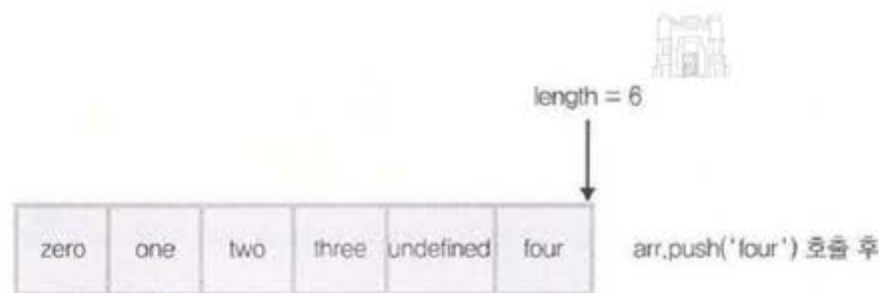 length = 6
zero one two three undefined four
arr.push('four') 호출 후